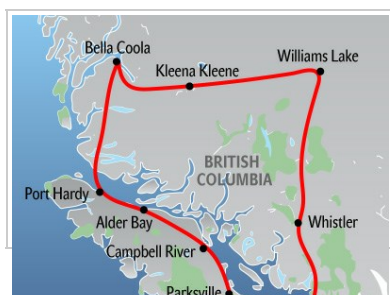 Bella Coola
Williams Lake
Kleena Kleene
BRITISH
COLUMBIA
Port Hardy
Alder Bay
Whistler
Campbell River
Parksville